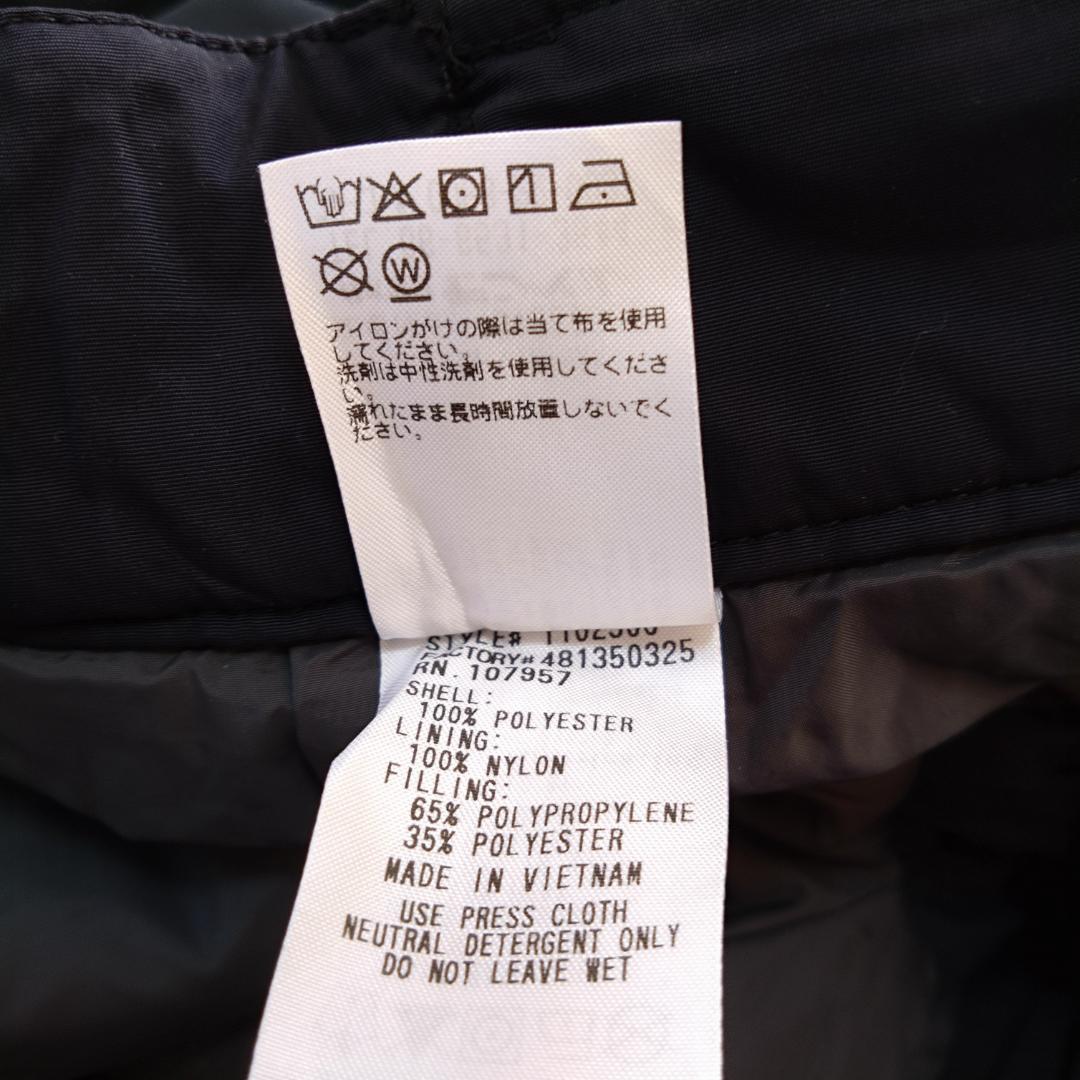 W
アイロンがけの際は当て布を使用
してください。
洗剤は中性洗剤を使用してくださ
い。
濡れたまま長時間放置しないでく
ださい。
STYLE# 1102500
FACTORY# 481350325
RN. 107957
SHELL:
100% POLYESTER
LINING:
100% NYLON
FILLING:
65% POLYPROPYLENE
35% POLYESTER
MADE IN VIETNAM
USE PRESS CLOTH
NEUTRAL DETERGENT ONLY
DO NOT LEAVE WET